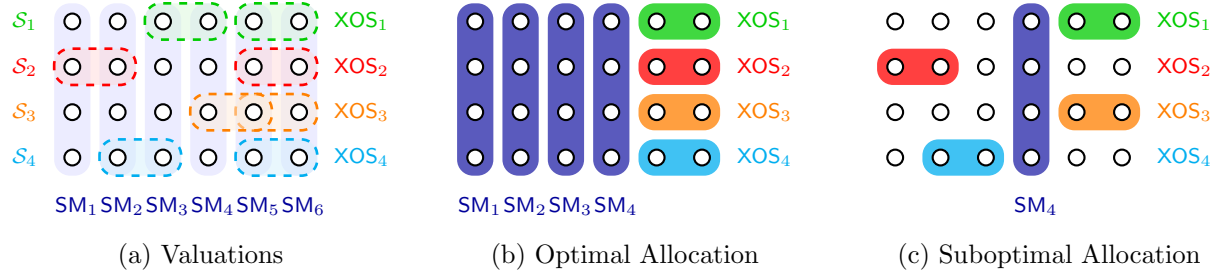 𝒮₁ XOS₁ XOS₁ XOS₁
𝒮₂ XOS₂ XOS₂ XOS₂
𝒮₃ XOS₃ XOS₃ XOS₃
𝒮₄ XOS₄ XOS₄ XOS₄
SM₁ SM₂ SM₃ SM₄ SM₅ SM₆ SM₁ SM₂ SM₃ SM₄ SM₄
(a) Valuations (b) Optimal Allocation (c) Suboptimal Allocation